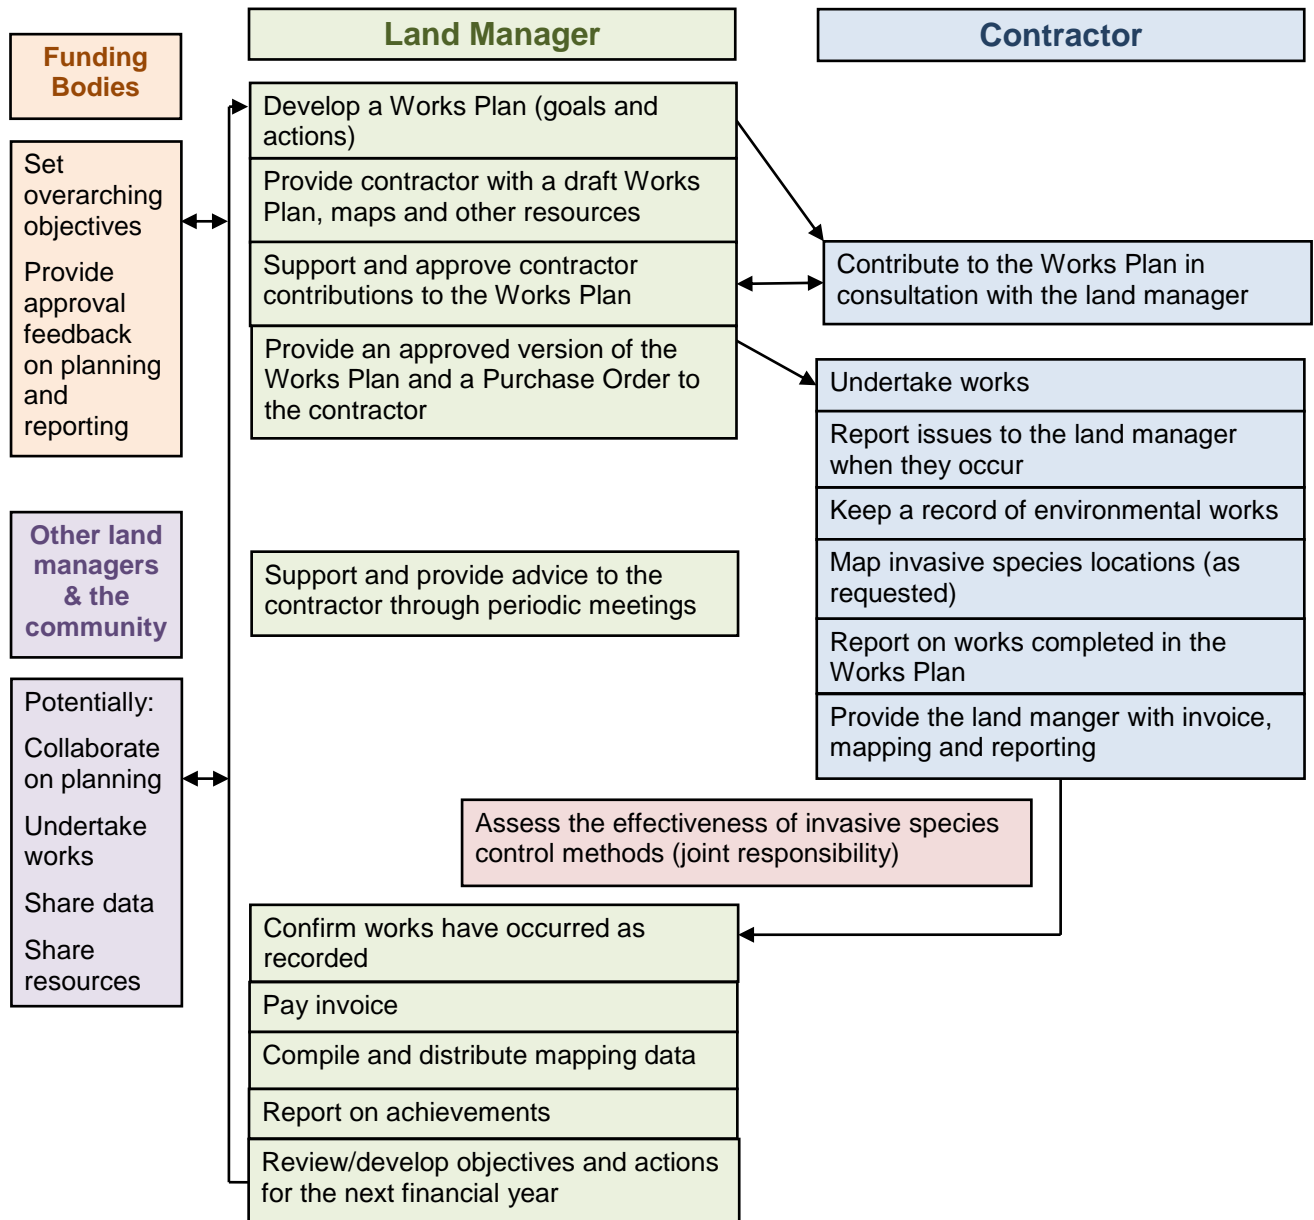 Funding
Bodies
Set
overarching
objectives
Provide
approval
feedback
on planning
and
reporting
Other land
managers
& the
community
Potentially:
Collaborate
on planning
Undertake
works
Share data
Share
resources
Land Manager
Develop a Works Plan (goals and
actions)
Provide contractor with a draft Works
Plan, maps and other resources
Support and approve contractor
contributions to the Works Plan
Provide an approved version of the
Works Plan and a Purchase Order to
the contractor
Support and provide advice to the
contractor through periodic meetings
Contractor
Contribute to the Works Plan in
consultation with the land manager
Undertake works
Report issues to the land manager
when they occur
Keep a record of environmental works
Map invasive species locations (as
requested)
Report on works completed in the
Works Plan
Provide the land manger with invoice,
mapping and reporting
Assess the effectiveness of invasive species
control methods (joint responsibility)
Confirm works have occurred as
recorded
Pay invoice
Compile and distribute mapping data
Report on achievements
Review/develop objectives and actions
for the next financial year